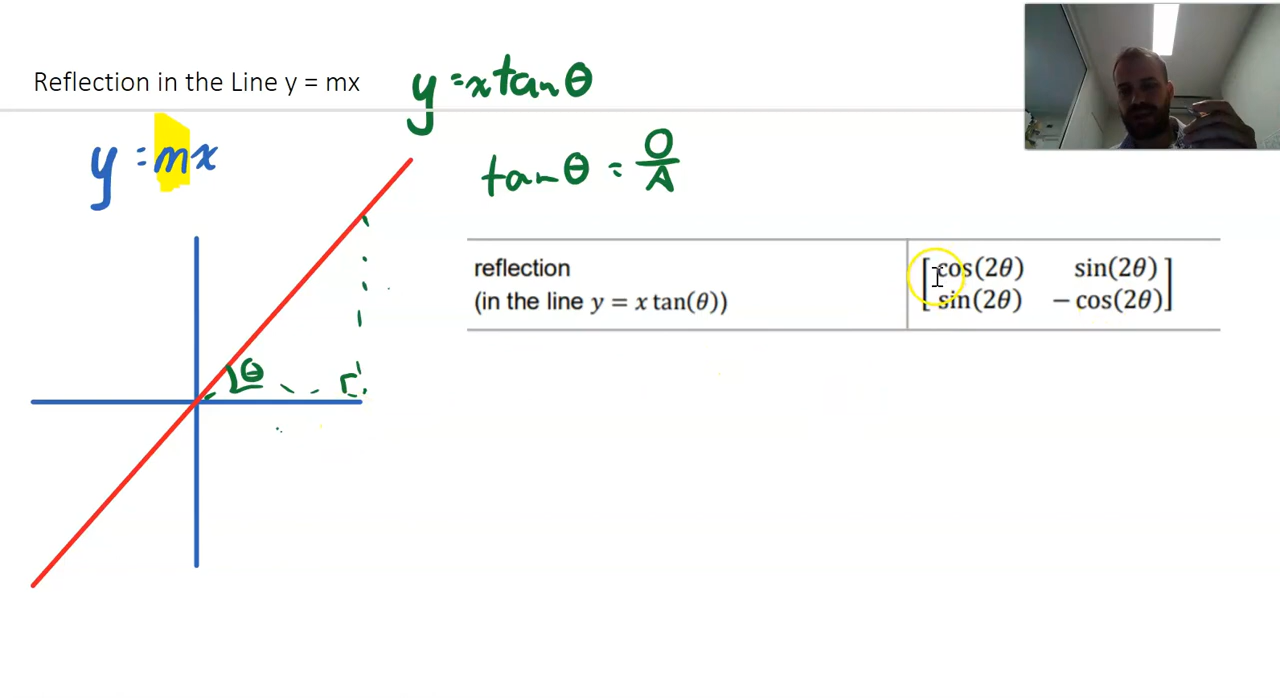 Reflection in the Line y = mx
y = x tan θ
y = mx
tan θ = O/A
reflection
(in the line y = x tan(θ))
[cos(2θ) sin(2θ)
sin(2θ) − cos(2θ)]
θ